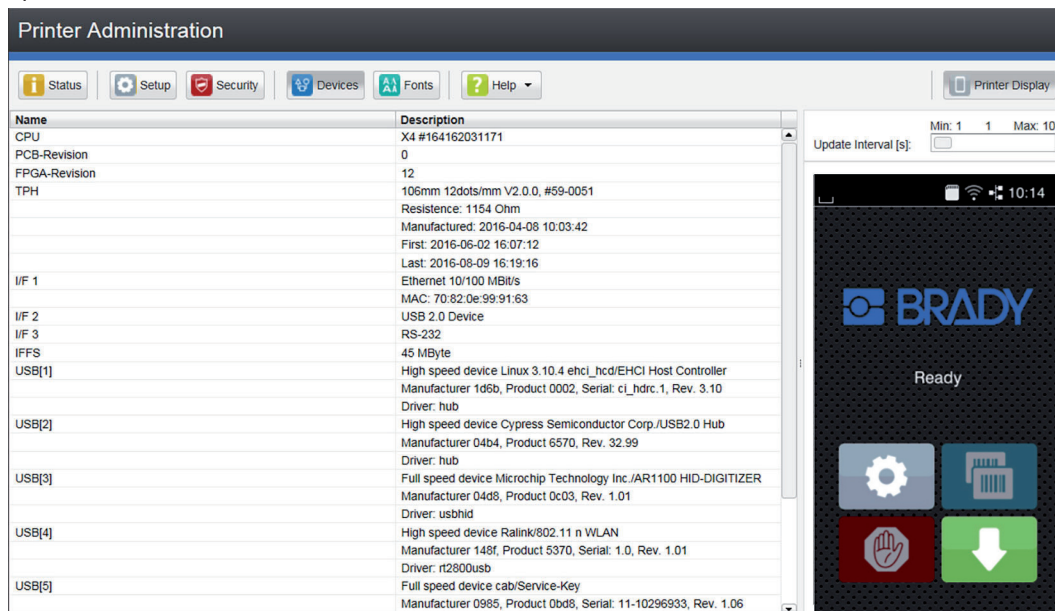 Printer Administration
Status Setup Security Devices Fonts Help Printer Display
Name Description
CPU X4 #164162031171
PCB-Revision 0
FPGA-Revision 12
TPH 106mm 12dots/mm V2.0.0, #59-0051
Resistence: 1154 Ohm
Manufactured: 2016-04-08 10:03:42
First: 2016-06-02 16:07:12
Last: 2016-08-09 16:19:16
I/F 1 Ethernet 10/100 MBit/s
MAC: 70:82:0e:99:91:63
I/F 2 USB 2.0 Device
I/F 3 RS-232
IFFS 45 MByte
USB[1] High speed device Linux 3.10.4 ehci_hcd/EHCI Host Controller
Manufacturer 1d6b, Product 0002, Serial: ci_hdrc.1, Rev. 3.10
Driver: hub
USB[2] High speed device Cypress Semiconductor Corp./USB2.0 Hub
Manufacturer 04b4, Product 6570, Rev. 32.99
Driver: hub
USB[3] Full speed device Microchip Technology Inc./AR1100 HID-DIGITIZER
Manufacturer 04d8, Product 0c03, Rev. 1.01
Driver: usbhid
USB[4] High speed device Ralink/802.11 n WLAN
Manufacturer 148f, Product 5370, Serial: 1.0, Rev. 1.01
Driver: rt2800usb
USB[5] Full speed device cab/Service-Key
Manufacturer 0985, Product 0bd8, Serial: 11-10296933, Rev. 1.06
Min: 1 1 Max: 10
Update Interval [s]:
10:14
BRADY
Ready